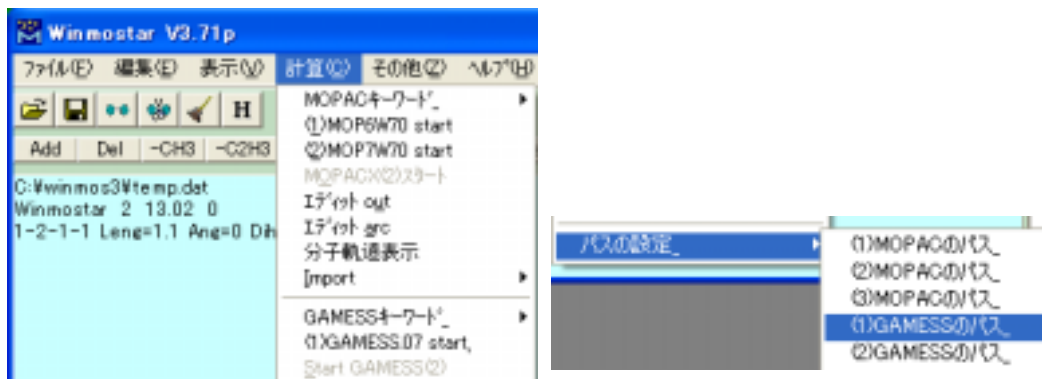 Winmostar V3.71p
ファイル(F) 編集(E) 表示(V) 計算(C) その他(Z) ヘルプ(H)
H
Add Del -CH3 -C2H3
C:¥winmos3¥temp.dat
Winmostar 2 13.02 0
1-2-1-1 Leng=1.1 Ang=0 Dih
MOPACキーワード_
(1)MOP6W70 start
(2)MOP7W70 start
MOPAC(2)スタート
エディット out
エディット arc
分子軌道表示
Import
GAMESSキーワード_
(1)GAMESS.07 start,
Start GAMESS(2)
パスの設定_
(1)MOPACのパス_
(2)MOPACのパス_
(3)MOPACのパス_
(1)GAMESSのパス_
(2)GAMESSのパス_